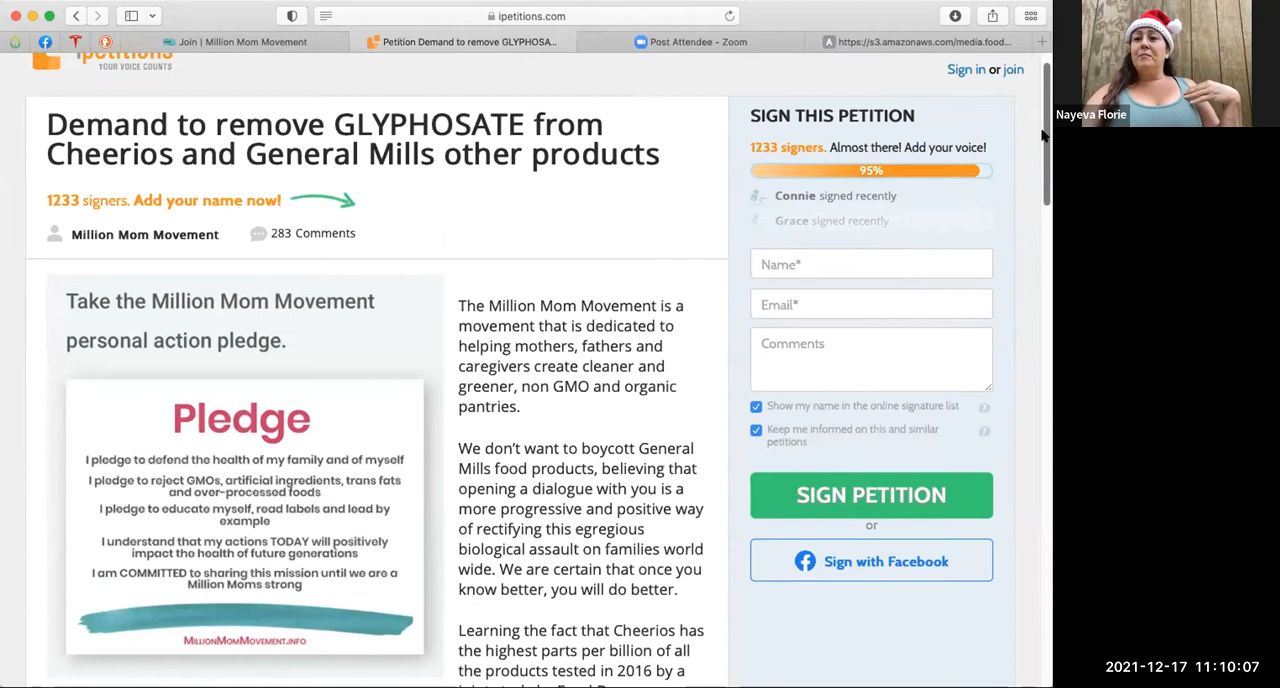 ipetitions.com
Join | Million Mom Movement
Petition Demand to remove GLYPHOSA...
Post Attendee - Zoom
https://s3.amazonaws.com/media.food...
ipetitions
YOUR VOICE COUNTS
Sign in or join
Demand to remove GLYPHOSATE from
Cheerios and General Mills other products
1233 signers. Add your name now!
Million Mom Movement
283 Comments
Take the Million Mom Movement
personal action pledge.
Pledge
I pledge to defend the health of my family and of myself
I pledge to reject GMOs, artificial ingredients, trans fats
and over-processed foods
I pledge to educate myself, read labels and lead by
example
I understand that my actions TODAY will positively
impact the health of future generations
I am COMMITTED to sharing this mission until we are a
Million Moms strong
MILLIONMOMMOVEMENT.INFO
The Million Mom Movement is a
movement that is dedicated to
helping mothers, fathers and
caregivers create cleaner and
greener, non GMO and organic
pantries.
We don't want to boycott General
Mills food products, believing that
opening a dialogue with you is a
more progressive and positive way
of rectifying this egregious
biological assault on families world
wide. We are certain that once you
know better, you will do better.
Learning the fact that Cheerios has
the highest parts per billion of all
the products tested in 2016 by a
SIGN THIS PETITION
1233 signers. Almost there! Add your voice!
95%
Connie signed recently
Grace signed recently
Name*
Email*
Comments
Show my name in the online signature list
?
Keep me informed on this and similar
petitions
?
SIGN PETITION
or
Sign with Facebook
Nayeva Florie
2021-12-17 11:10:07